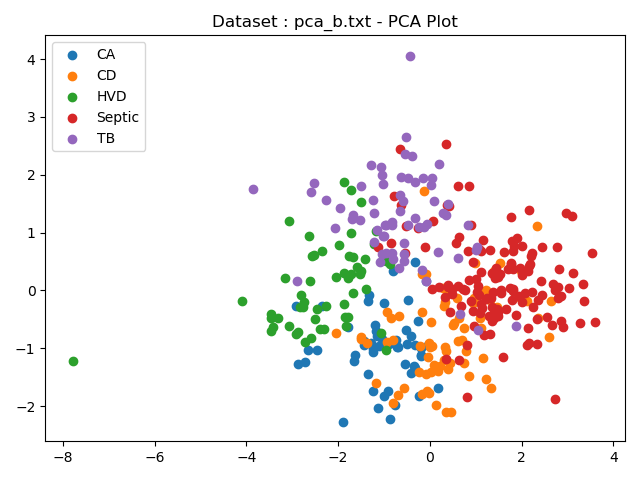 Dataset : pca_b.txt - PCA Plot
CA
CD
HVD
Septic
TB
4
3
2
1
0
−1
−2
−8
−6
−4
−2
0
2
4